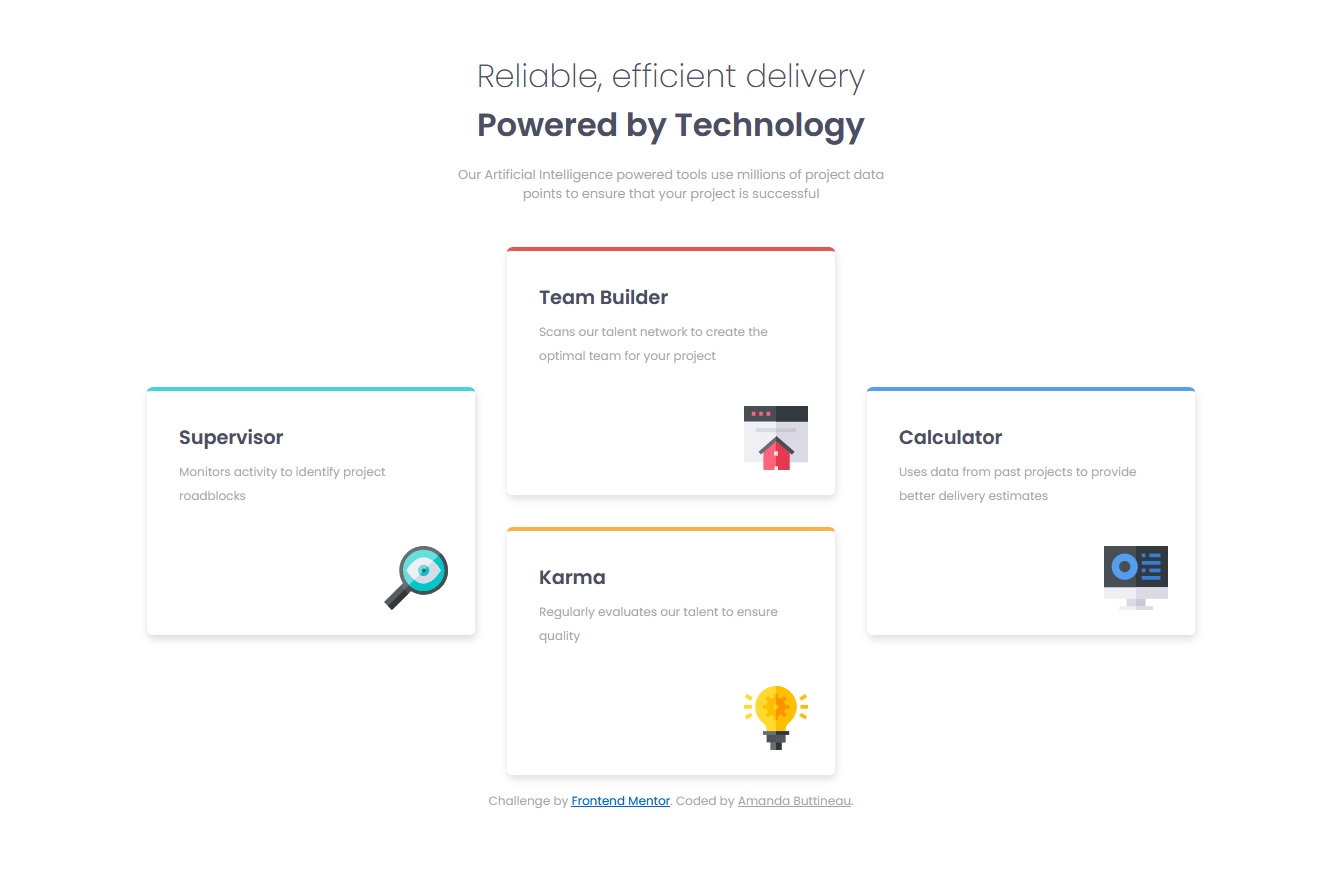 Reliable, efficient delivery
Powered by Technology
Our Artificial Intelligence powered tools use millions of project data
points to ensure that your project is successful
Supervisor
Monitors activity to identify project
roadblocks
Team Builder
Scans our talent network to create the
optimal team for your project
Karma
Regularly evaluates our talent to ensure
quality
Calculator
Uses data from past projects to provide
better delivery estimates
Challenge by Frontend Mentor. Coded by Amanda Buttineau.